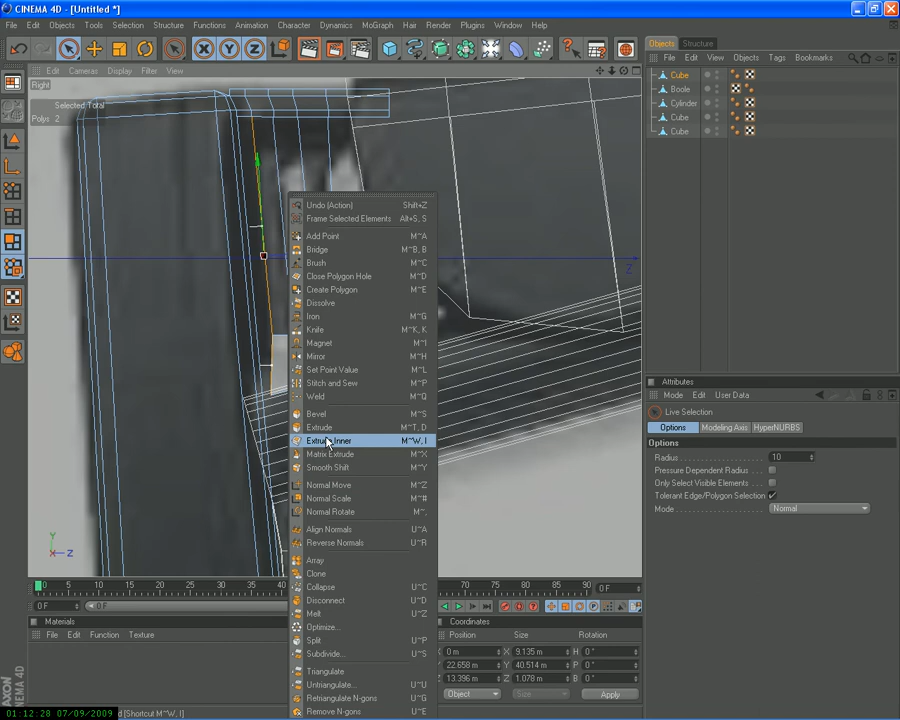 CINEMA 4D - [Untitled *]
File Edit Objects Tools Selection Structure Functions Animation Character Dynamics MoGraph Hair Render Plugins Window Help
Edit Cameras Display Filter View
Right
Selected Total
Polys 2
Undo (Action) Shift+Z
Frame Selected Elements Alt+S, S
Add Point M~A
Bridge M~B, B
Brush M~C
Close Polygon Hole M~D
Create Polygon M~E
Dissolve
Iron M~G
Knife M~K, K
Magnet M~I
Mirror M~H
Set Point Value M~L
Stitch and Sew M~P
Weld M~Q
Bevel M~S
Extrude M~T, D
Extrude Inner M~W, I
Matrix Extrude M~X
Smooth Shift M~Y
Normal Move M~Z
Normal Scale M~#
Normal Rotate M~,
Align Normals U~A
Reverse Normals U~R
Array
Clone
Collapse U~C
Disconnect U~D
Melt U~Z
Optimize...
Split U~P
Subdivide... U~S
Triangulate
Untriangulate... U~U
Retriangulate N-gons U~G
Remove N-gons U~E
Z
Y
Z
0 5 10 15 20 25 30 35 40 65 70 75 80 85 90 0 F
0 F 0 F
Materials
File Edit Function Texture
Objects Structure
File Edit View Objects Tags Bookmarks
Cube
Boole
Cylinder
Cube
Cube
Attributes
Mode Edit User Data
Live Selection
Options Modeling Axis HyperNURBS
Options
Radius 10
Pressure Dependent Radius
Only Select Visible Elements
Tolerant Edge/Polygon Selection
Mode Normal
Coordinates
Position Size Rotation
X 0 m X 9.135 m H 0 °
Y 22.658 m Y 40.514 m P 0 °
Z 13.396 m Z 1.078 m B 0 °
Object Size Apply
MAXON
CINEMA 4D
01:12:28 07/09/2009 d [Shortcut M~W, I]